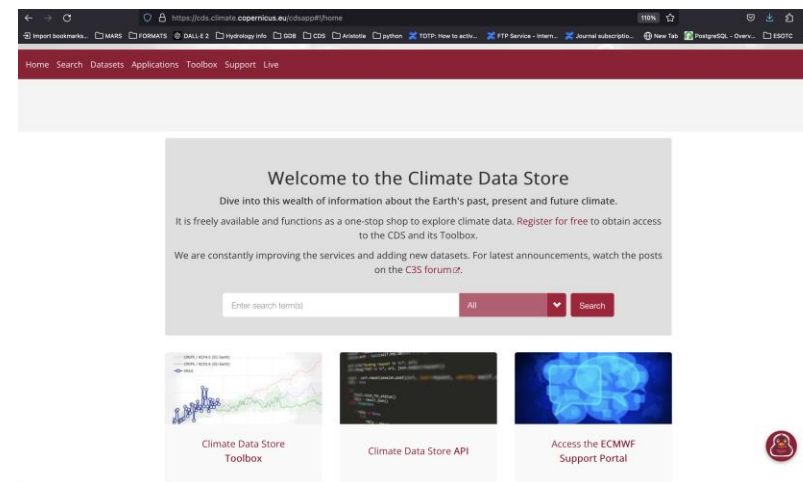 https://cds.climate.copernicus.eu/cdsapp#!/home
110%
Import bookmarks... MARS FORMATS DALL·E 2 Hydrology info GDB CDS Aristotle python TOTP: How to activ... FTP Service - Intern... Journal subscriptio... New Tab PostgreSQL - Overv... ESOTC
Home Search Datasets Applications Toolbox Support Live
Welcome to the Climate Data Store
Dive into this wealth of information about the Earth's past, present and future climate.
It is freely available and functions as a one-stop shop to explore climate data. Register for free to obtain access
to the CDS and its Toolbox.
We are constantly improving the services and adding new datasets. For latest announcements, watch the posts
on the C3S forum.
Enter search term(s) All Search
Climate Data Store
Toolbox
Climate Data Store API
Access the ECMWF
Support Portal